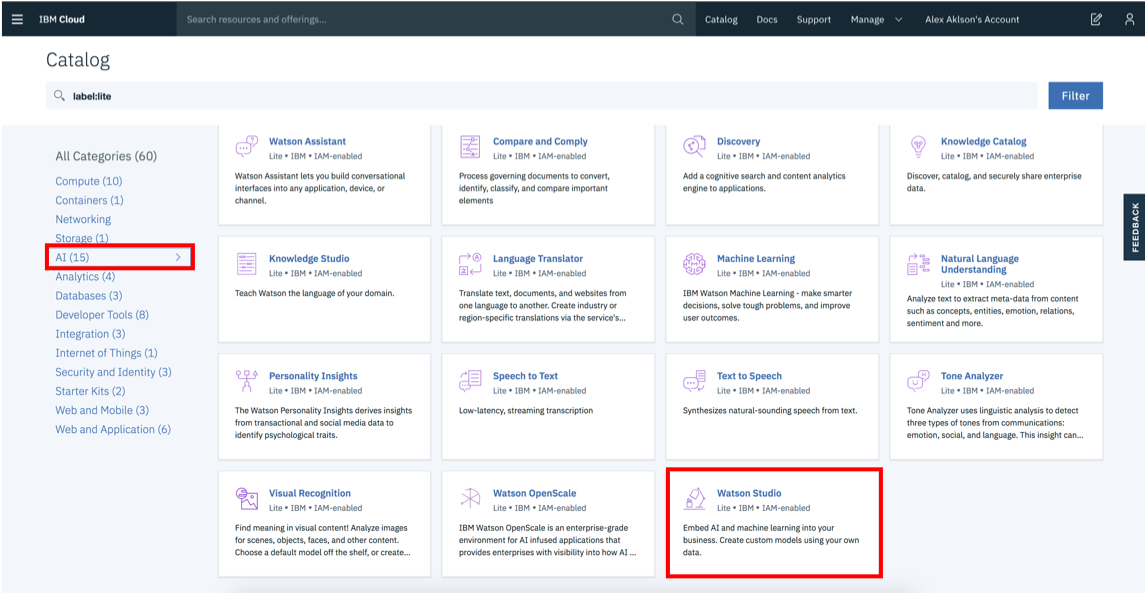 IBM Cloud
Search resources and offerings...
Catalog
Docs
Support
Manage
Alex Aklson's Account
Catalog
label:lite
Filter
All Categories (60)
Compute (10)
Containers (1)
Networking
Storage (1)
AI (15)
Analytics (4)
Databases (3)
Developer Tools (8)
Integration (3)
Internet of Things (1)
Security and Identity (3)
Starter Kits (2)
Web and Mobile (3)
Web and Application (6)
Watson Assistant
Lite • IBM • IAM-enabled
Watson Assistant lets you build conversational
interfaces into any application, device, or
channel.
Compare and Comply
Lite • IBM • IAM-enabled
Process governing documents to convert,
identify, classify, and compare important
elements
Discovery
Lite • IBM • IAM-enabled
Add a cognitive search and content analytics
engine to applications.
Knowledge Catalog
Lite • IBM • IAM-enabled
Discover, catalog, and securely share enterprise
data.
Knowledge Studio
Lite • IBM • IAM-enabled
Teach Watson the language of your domain.
Language Translator
Lite • IBM • IAM-enabled
Translate text, documents, and websites from
one language to another. Create industry or
region-specific translations via the service's...
Machine Learning
Lite • IBM • IAM-enabled
IBM Watson Machine Learning - make smarter
decisions, solve tough problems, and improve
user outcomes.
Natural Language
Understanding
Lite • IBM • IAM-enabled
Analyze text to extract meta-data from content
such as concepts, entities, emotion, relations,
sentiment and more.
Personality Insights
Lite • IBM • IAM-enabled
The Watson Personality Insights derives insights
from transactional and social media data to
identify psychological traits.
Speech to Text
Lite • IBM • IAM-enabled
Low-latency, streaming transcription
Text to Speech
Lite • IBM • IAM-enabled
Synthesizes natural-sounding speech from text.
Tone Analyzer
Lite • IBM • IAM-enabled
Tone Analyzer uses linguistic analysis to detect
three types of tones from communications:
emotion, social, and language. This insight can...
Visual Recognition
Lite • IBM • IAM-enabled
Find meaning in visual content! Analyze images
for scenes, objects, faces, and other content.
Choose a default model off the shelf, or create...
Watson OpenScale
Lite • IBM • IAM-enabled
IBM Watson OpenScale is an enterprise-grade
environment for AI infused applications that
provides enterprises with visibility into how AI ...
Watson Studio
Lite • IBM • IAM-enabled
Embed AI and machine learning into your
business. Create custom models using your own
data.
FEEDBACK